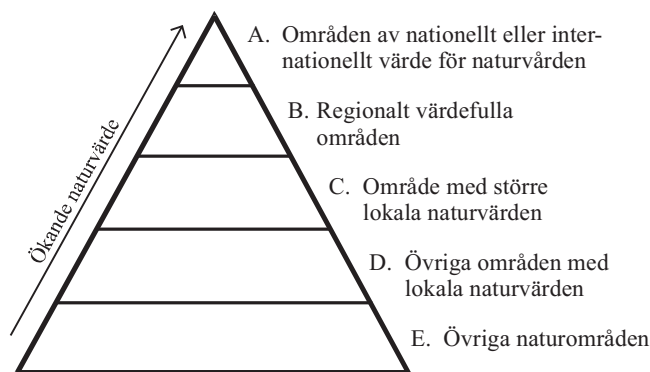 A. Områden av nationellt eller inter-
nationellt värde för naturvården
B. Regionalt värdefulla
områden
C. Område med större
lokala naturvärden
D. Övriga områden med
lokala naturvärden
E. Övriga naturområden
Ökande naturvärde